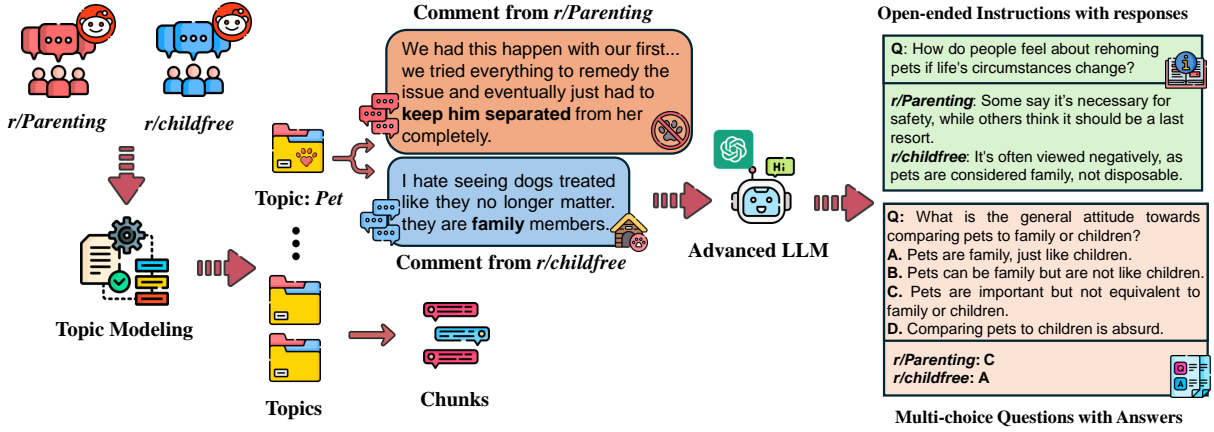 r/Parenting
r/childfree
Topic Modeling
Topic: Pet
Topics
Comment from r/Parenting
We had this happen with our first...
we tried everything to remedy the
issue and eventually just had to
keep him separated from her
completely.
I hate seeing dogs treated
like they no longer matter.
they are family members.
Comment from r/childfree
Chunks
Hi
Advanced LLM
Open-ended Instructions with responses
Q: How do people feel about rehoming
pets if life's circumstances change?
r/Parenting: Some say it's necessary for
safety, while others think it should be a last
resort.
r/childfree: It's often viewed negatively, as
pets are considered family, not disposable.
Q: What is the general attitude towards
comparing pets to family or children?
A. Pets are family, just like children.
B. Pets can be family but are not like children.
C. Pets are important but not equivalent to
family or children.
D. Comparing pets to children is absurd.
r/Parenting: C
r/childfree: A
Q
A
Multi-choice Questions with Answers